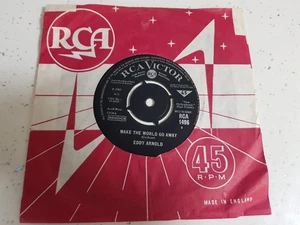 RCA
RCA VICTOR
MAKE THE WORLD GO AWAY
EDDY ARNOLD
RCA
1496
45
R·P·M
MADE IN ENGLAND